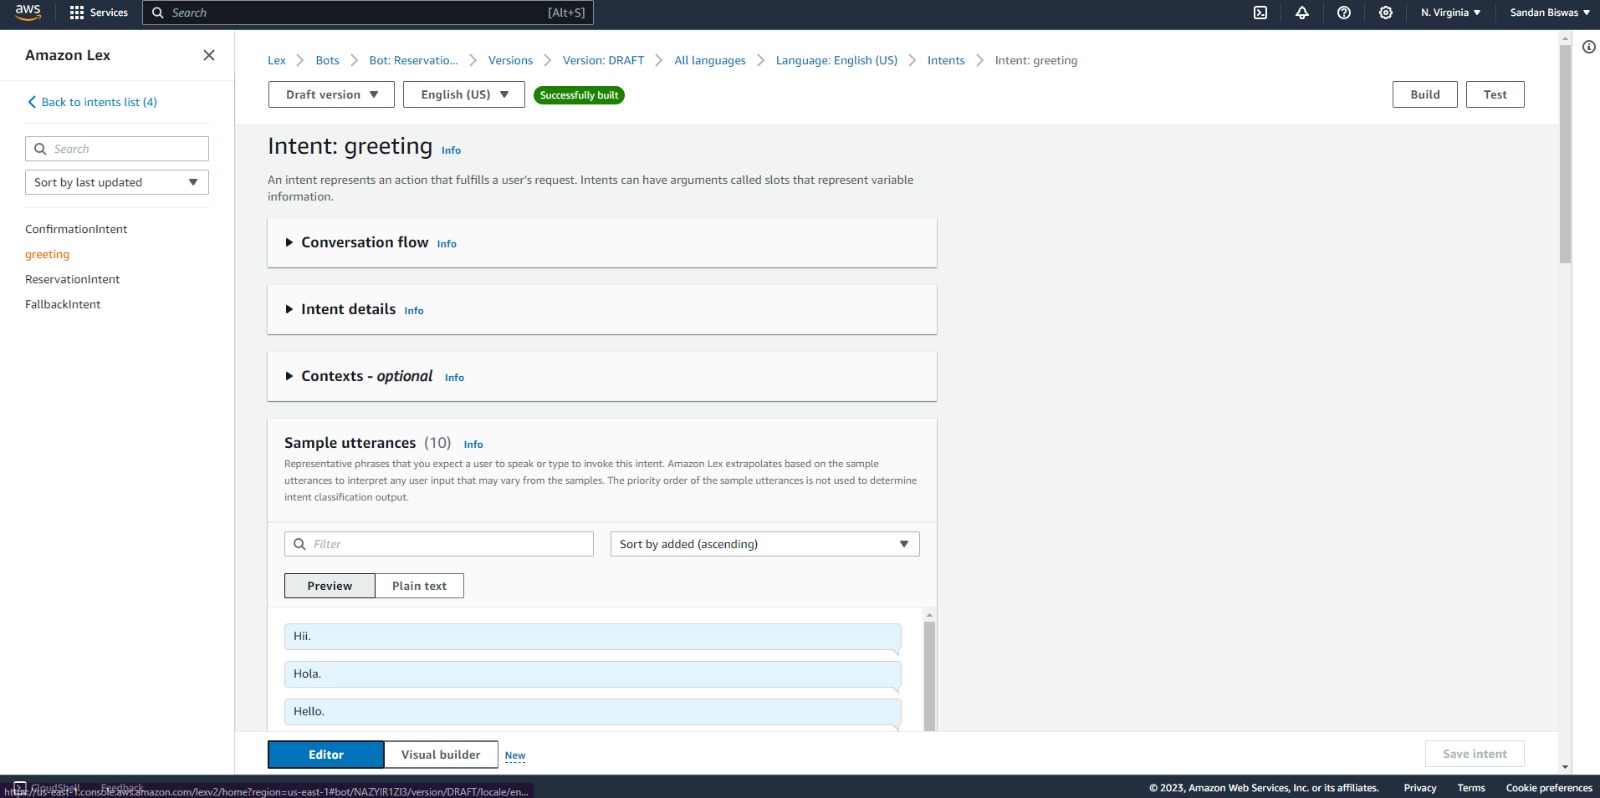 aws Services Search [Alt+S] N. Virginia Sandan Biswas
Amazon Lex
Back to intents list (4)
Search
Sort by last updated
ConfirmationIntent
greeting
ReservationIntent
FallbackIntent
Lex Bots Bot: Reservatio... Versions Version: DRAFT All languages Language: English (US) Intents Intent: greeting
Draft version English (US) Successfully built Build Test
Intent: greeting Info
An intent represents an action that fulfills a user's request. Intents can have arguments called slots that represent variable
information.
Conversation flow Info
Intent details Info
Contexts - optional Info
Sample utterances (10) Info
Representative phrases that you expect a user to speak or type to invoke this intent. Amazon Lex extrapolates based on the sample
utterances to interpret any user input that may vary from the samples. The priority order of the sample utterances is not used to determine
intent classification output.
Filter Sort by added (ascending)
Preview Plain text
Hii.
Hola.
Hello.
Editor Visual builder New Save intent
CloudShell Feedback
https://us-east-1.console.aws.amazon.com/lexv2/home?region=us-east-1#bot/NAZYIR1ZI3/version/DRAFT/locale/en...
© 2023, Amazon Web Services, Inc. or its affiliates. Privacy Terms Cookie preferences